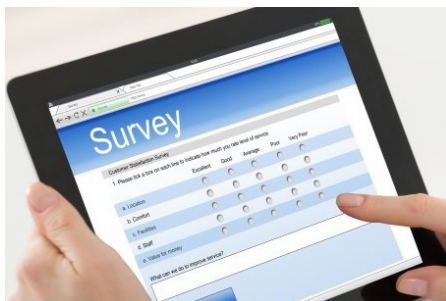 Survey
Survey
Customer Satisfaction Survey
1. Please tick a box on each line to indicate how much you rate level of service
Excellent Good Average Poor Very Poor
a. Location
b. Comfort
c. Facilities
d. Staff
e. Value for money
What can we do to improve service?